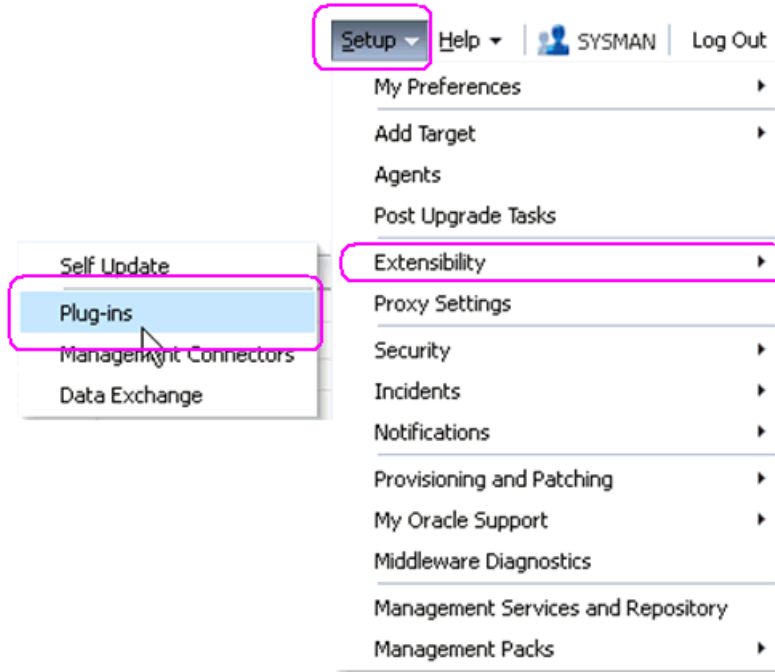 Setup Help SYSMAN Log Out
My Preferences
Add Target
Agents
Post Upgrade Tasks
Extensibility
Proxy Settings
Security
Incidents
Notifications
Provisioning and Patching
My Oracle Support
Middleware Diagnostics
Management Services and Repository
Management Packs
Self Update
Plug-ins
Management Connectors
Data Exchange